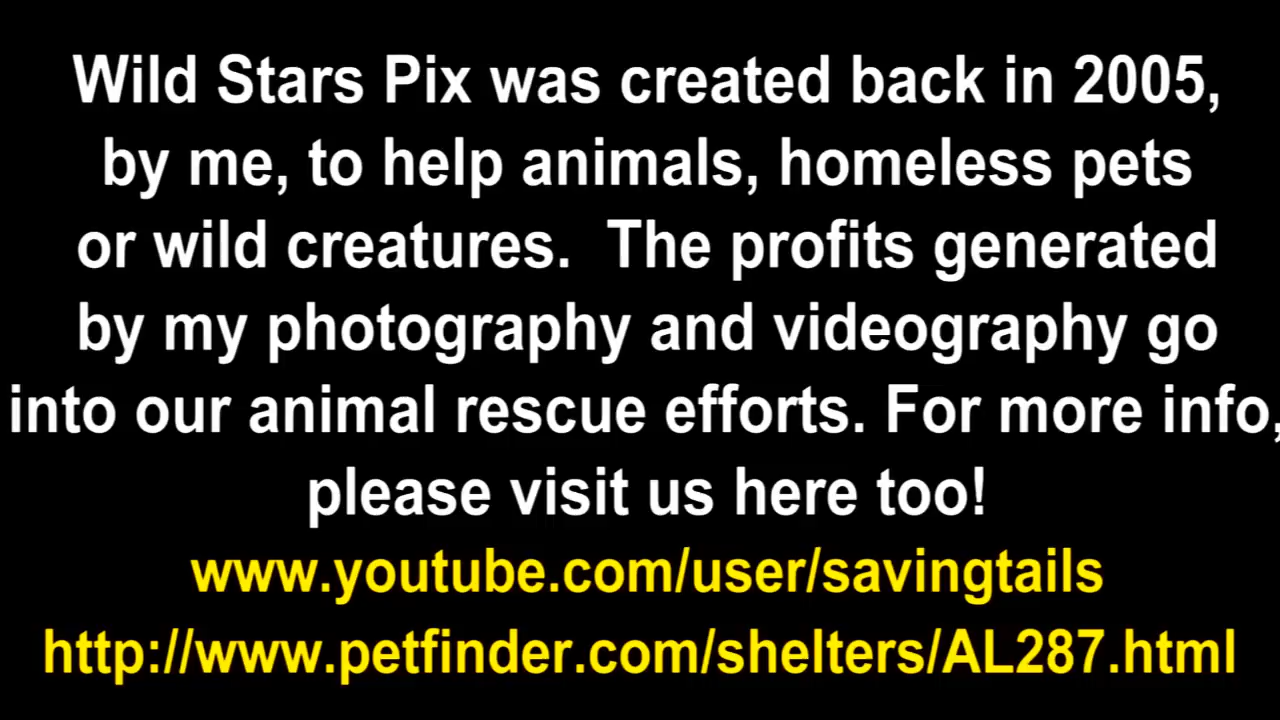 Wild Stars Pix was created back in 2005,
by me, to help animals, homeless pets
or wild creatures.  The profits generated
by my photography and videography go
into our animal rescue efforts. For more info,
please visit us here too!
www.youtube.com/user/savingtails
http://www.petfinder.com/shelters/AL287.html